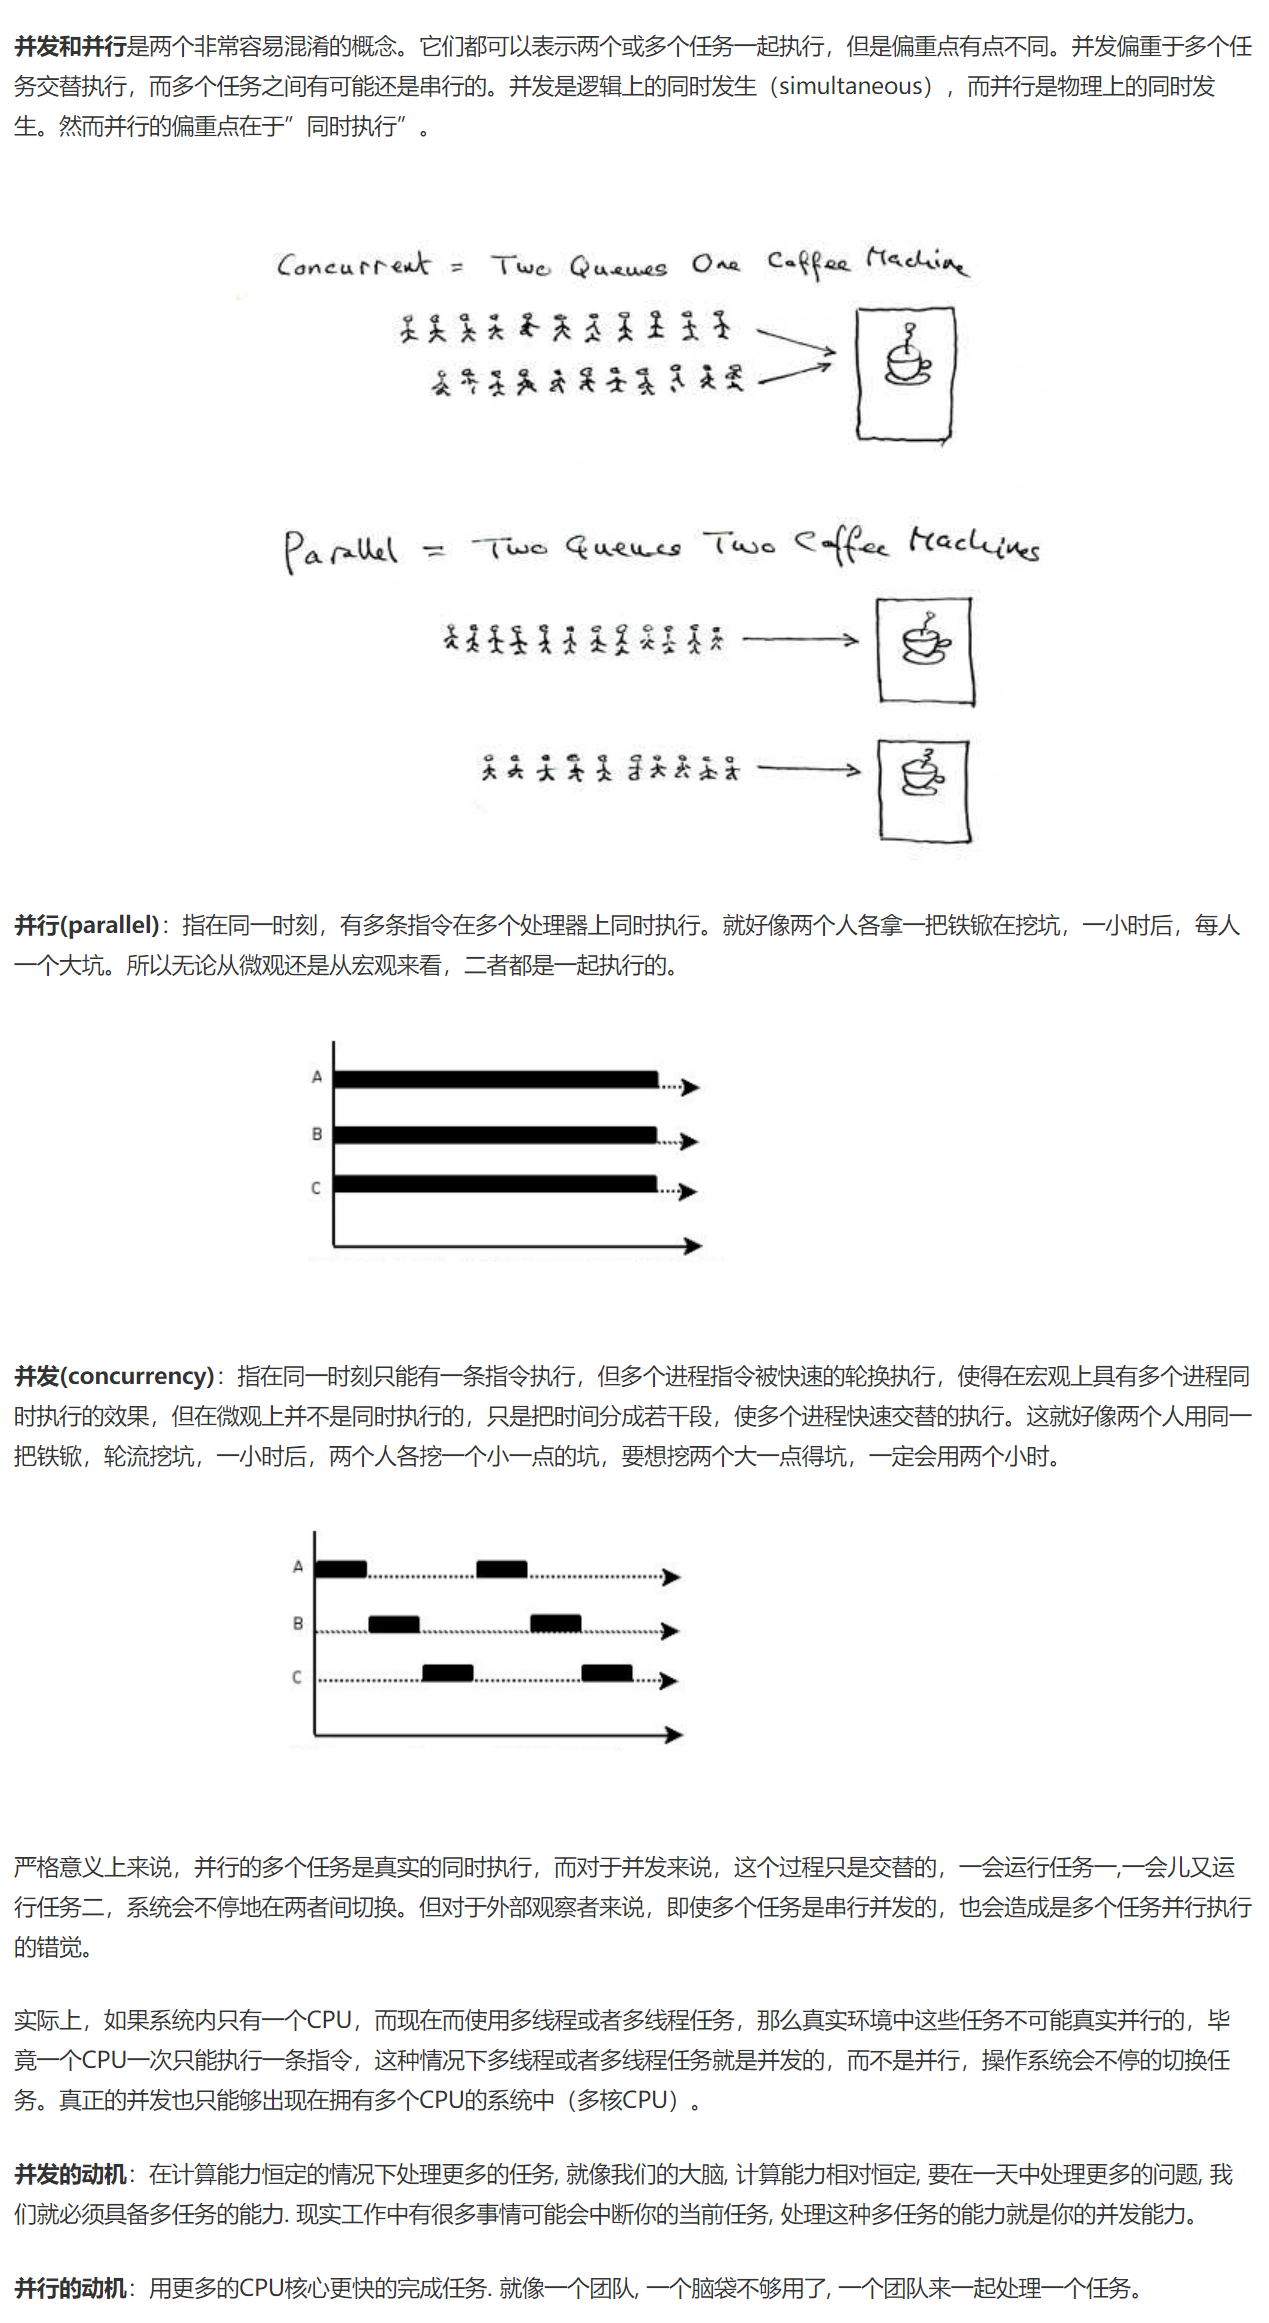 并发和并行是两个非常容易混淆的概念。它们都可以表示两个或多个任务一起执行，但是偏重点有点不同。并发偏重于多个任
务交替执行，而多个任务之间有可能还是串行的。并发是逻辑上的同时发生（simultaneous），而并行是物理上的同时发
生。然而并行的偏重点在于”同时执行”。
Concurrent = Two Queues One Coffee Machine
Parallel = Two Queues Two Coffee Machines
并行(parallel)：指在同一时刻，有多条指令在多个处理器上同时执行。就好像两个人各拿一把铁锨在挖坑，一小时后，每人
一个大坑。所以无论从微观还是从宏观来看，二者都是一起执行的。
A
B
C
并发(concurrency)：指在同一时刻只能有一条指令执行，但多个进程指令被快速的轮换执行，使得在宏观上具有多个进程同
时执行的效果，但在微观上并不是同时执行的，只是把时间分成若干段，使多个进程快速交替的执行。这就好像两个人用同一
把铁锨，轮流挖坑，一小时后，两个人各挖一个小一点的坑，要想挖两个大一点得坑，一定会用两个小时。
A
B
C
严格意义上来说，并行的多个任务是真实的同时执行，而对于并发来说，这个过程只是交替的，一会运行任务一,一会儿又运
行任务二，系统会不停地在两者间切换。但对于外部观察者来说，即使多个任务是串行并发的，也会造成是多个任务并行执行
的错觉。
实际上，如果系统内只有一个CPU，而现在而使用多线程或者多线程任务，那么真实环境中这些任务不可能真实并行的，毕
竟一个CPU一次只能执行一条指令，这种情况下多线程或者多线程任务就是并发的，而不是并行，操作系统会不停的切换任
务。真正的并发也只能够出现在拥有多个CPU的系统中（多核CPU）。
并发的动机：在计算能力恒定的情况下处理更多的任务, 就像我们的大脑, 计算能力相对恒定, 要在一天中处理更多的问题, 我
们就必须具备多任务的能力. 现实工作中有很多事情可能会中断你的当前任务, 处理这种多任务的能力就是你的并发能力。
并行的动机：用更多的CPU核心更快的完成任务. 就像一个团队, 一个脑袋不够用了, 一个团队来一起处理一个任务。